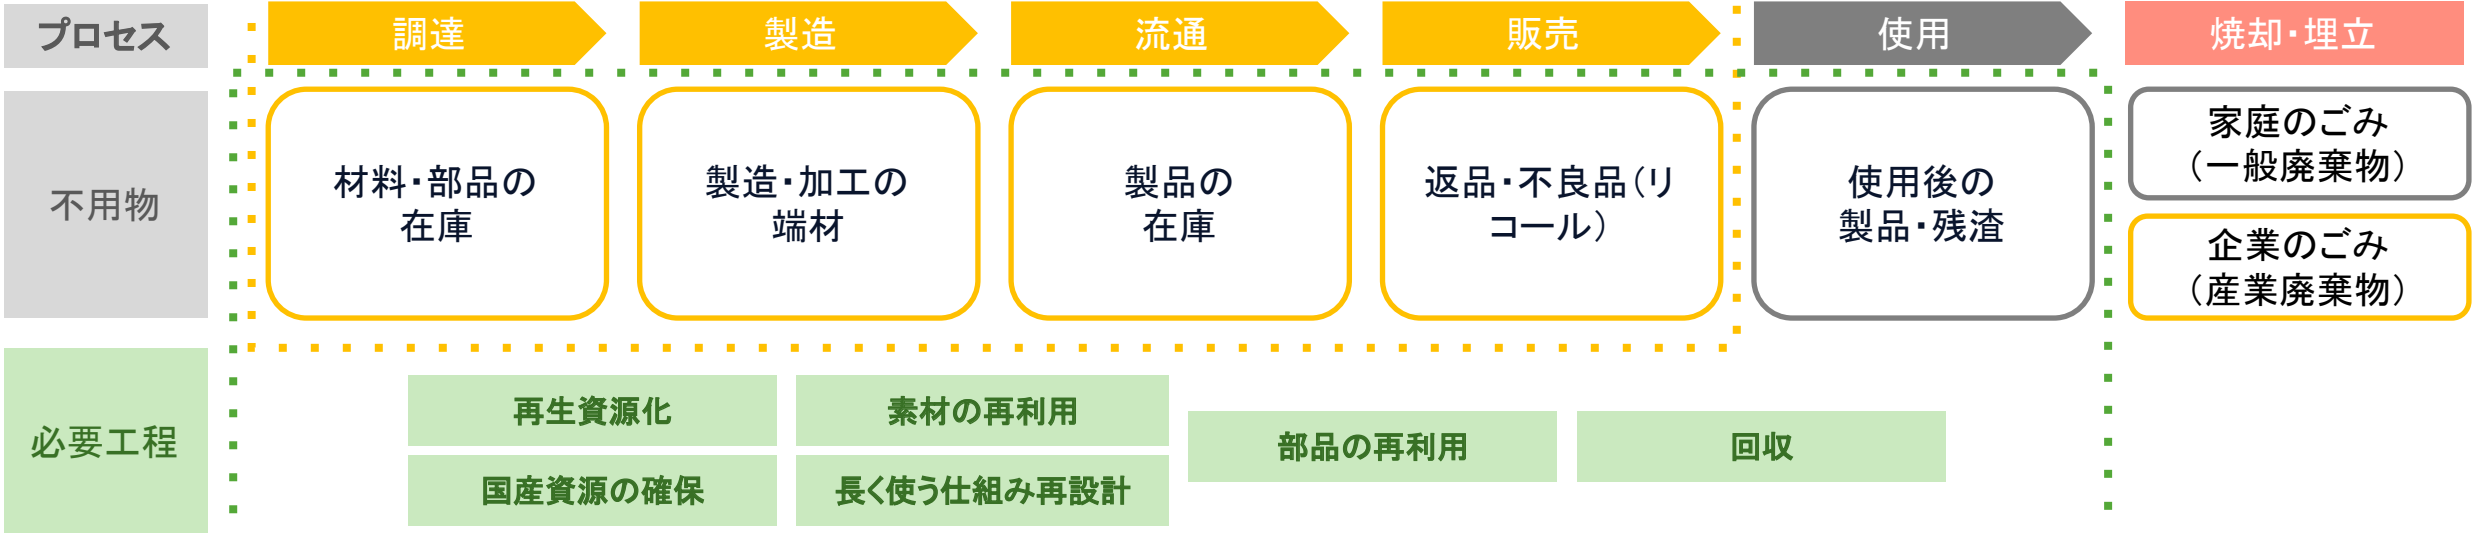 プロセス
調達
製造
流通
販売
使用
焼却・埋立
不用物
材料・部品の
在庫
製造・加工の
端材
製品の
在庫
返品・不良品（リ
コール）
使用後の
製品・残渣
家庭のごみ
（一般廃棄物）
企業のごみ
（産業廃棄物）
必要工程
再生資源化
素材の再利用
部品の再利用
回収
国産資源の確保
長く使う仕組み再設計